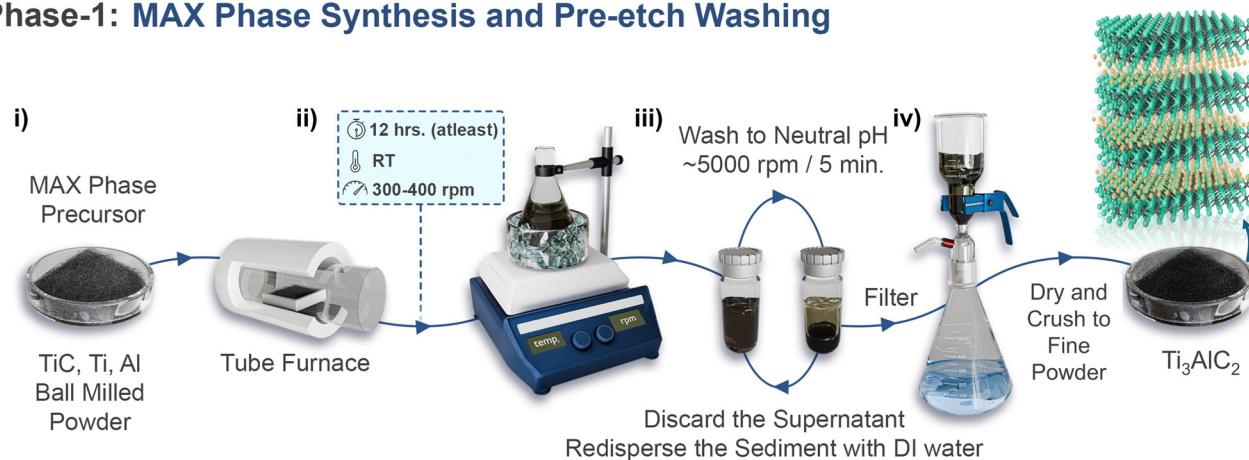 Phase-1: MAX Phase Synthesis and Pre-etch Washing
i)
MAX Phase
Precursor
TiC, Ti, Al
Ball Milled
Powder
Tube Furnace
ii)
12 hrs. (atleast)
RT
300-400 rpm
temp.
rpm
iii)
Wash to Neutral pH
~5000 rpm / 5 min.
Discard the Supernatant
Redisperse the Sediment with DI water
iv)
Filter
Dry and
Crush to
Fine
Powder
Ti₃AlC₂